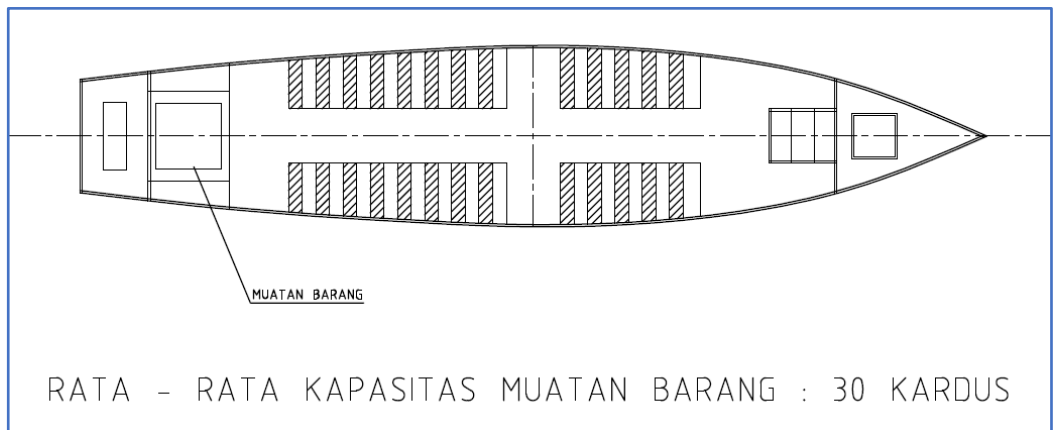 MUATAN BARANG
RATA - RATA KAPASITAS MUATAN BARANG : 30 KARDUS